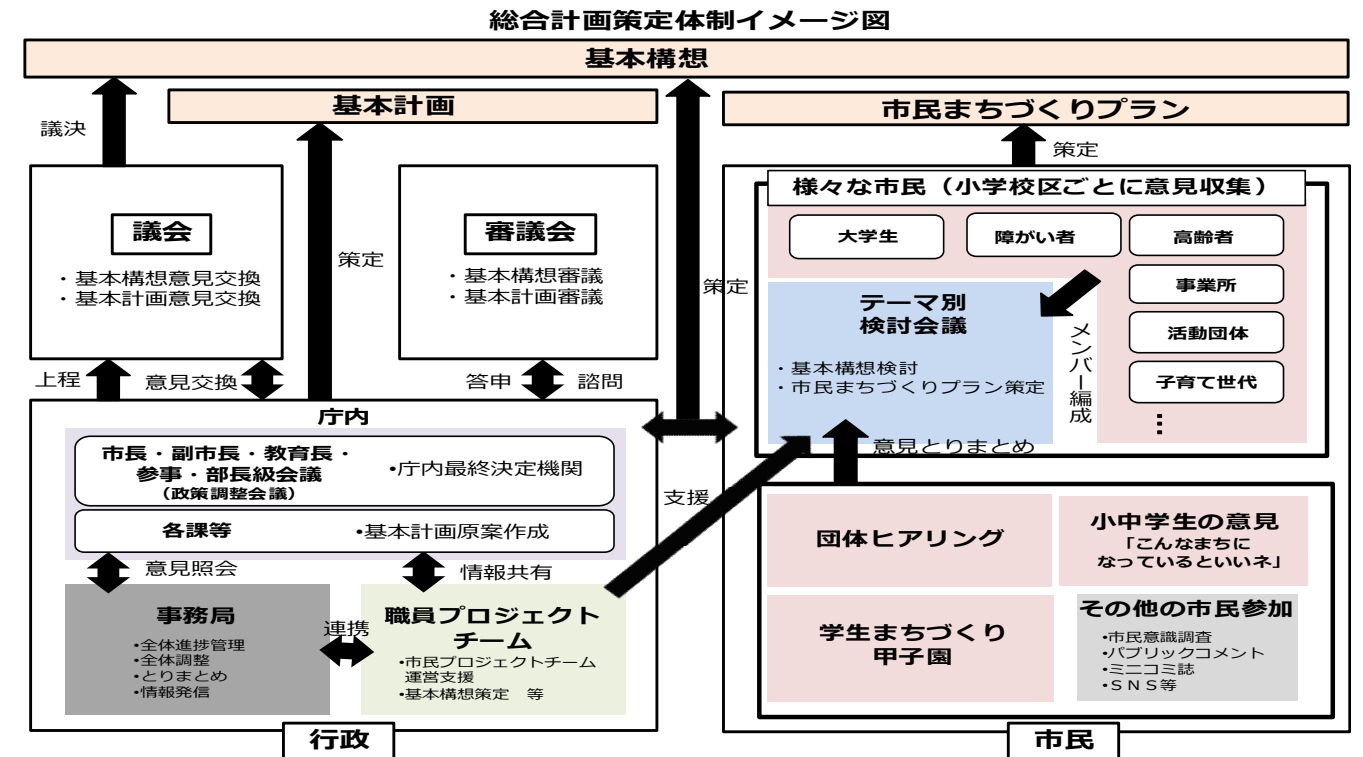 総合計画策定体制イメージ図
基本構想
基本計画
市民まちづくりプラン
議決
策定
策定
策定
議会
・基本構想意見交換
・基本計画意見交換
審議会
・基本構想審議
・基本計画審議
上程
意見交換
答申
諮問
庁内
市長・副市長・教育長・
参事・部長級会議
（政策調整会議）
•庁内最終決定機関
各課等
•基本計画原案作成
意見照会
情報共有
事務局
•全体進捗管理
•全体調整
•とりまとめ
•情報発信
連携
職員プロジェクト
チーム
•市民プロジェクトチーム
運営支援
•基本構想策定　等
行政
支援
様々な市民（小学校区ごとに意見収集）
大学生
障がい者
高齢者
事業所
活動団体
子育て世代
⋮
テーマ別
検討会議
・基本構想検討
・市民まちづくりプラン策定
メンバー編成
意見とりまとめ
団体ヒアリング
小中学生の意見
「こんなまちに
なっているといいネ」
学生まちづくり
甲子園
その他の市民参加
•市民意識調査
•パブリックコメント
•ミニコミ誌
•ＳＮＳ等
市民